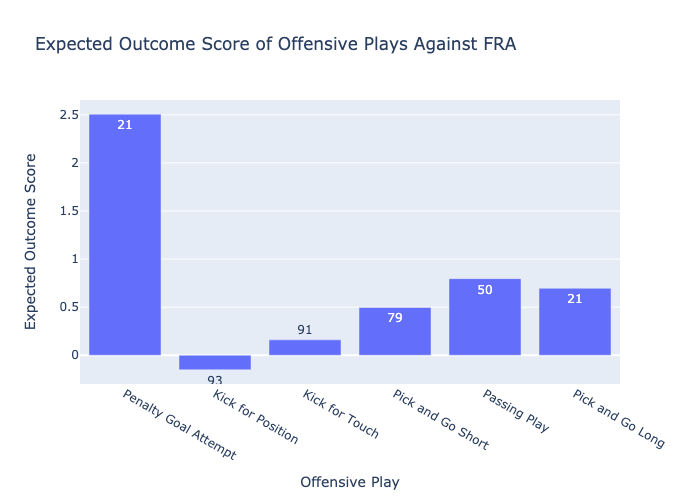 Expected Outcome Score of Offensive Plays Against FRA
Expected Outcome Score
2.5
2
1.5
1
0.5
0
21
93
91
79
50
21
Penalty Goal Attempt
Kick for Position
Kick for Touch
Pick and Go Short
Passing Play
Pick and Go Long
Offensive Play